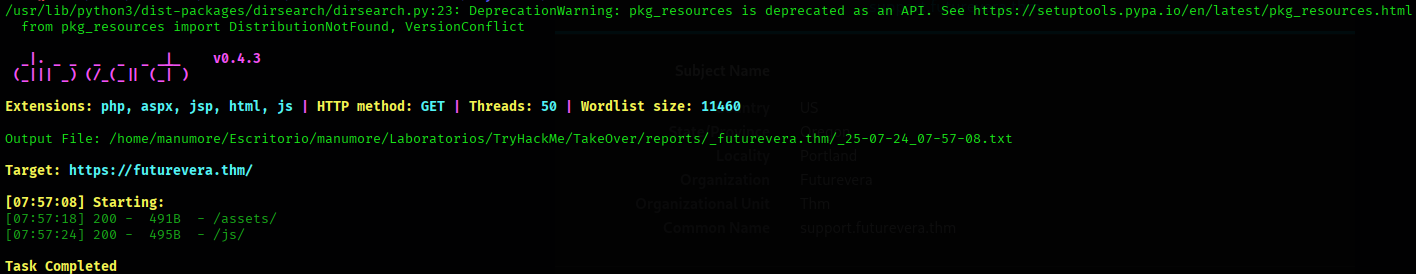 /usr/lib/python3/dist-packages/dirsearch/dirsearch.py:23: DeprecationWarning: pkg_resources is deprecated as an API. See https://setuptools.pypa.io/en/latest/pkg_resources.html
  from pkg_resources import DistributionNotFound, VersionConflict
  _|. _ _  _  _  _ _|_    v0.4.3
 (_||| _) (/_(_|| (_| )
Subject Name
Extensions: php, aspx, jsp, html, js | HTTP method: GET | Threads: 50 | Wordlist size: 11460
US
Output File: /home/manumore/Escritorio/manumore/Laboratorios/TryHackMe/TakeOver/reports/_futurevera.thm/_25-07-24_07-57-08.txt
Locality Portland
Target: https://futurevera.thm/
Organization Futurevera
[07:57:08] Starting:
Organizational Unit Thm
[07:57:18] 200 -  491B  - /assets/
[07:57:24] 200 -  495B  - /js/
Common Name support.futurevera.thm
Task Completed